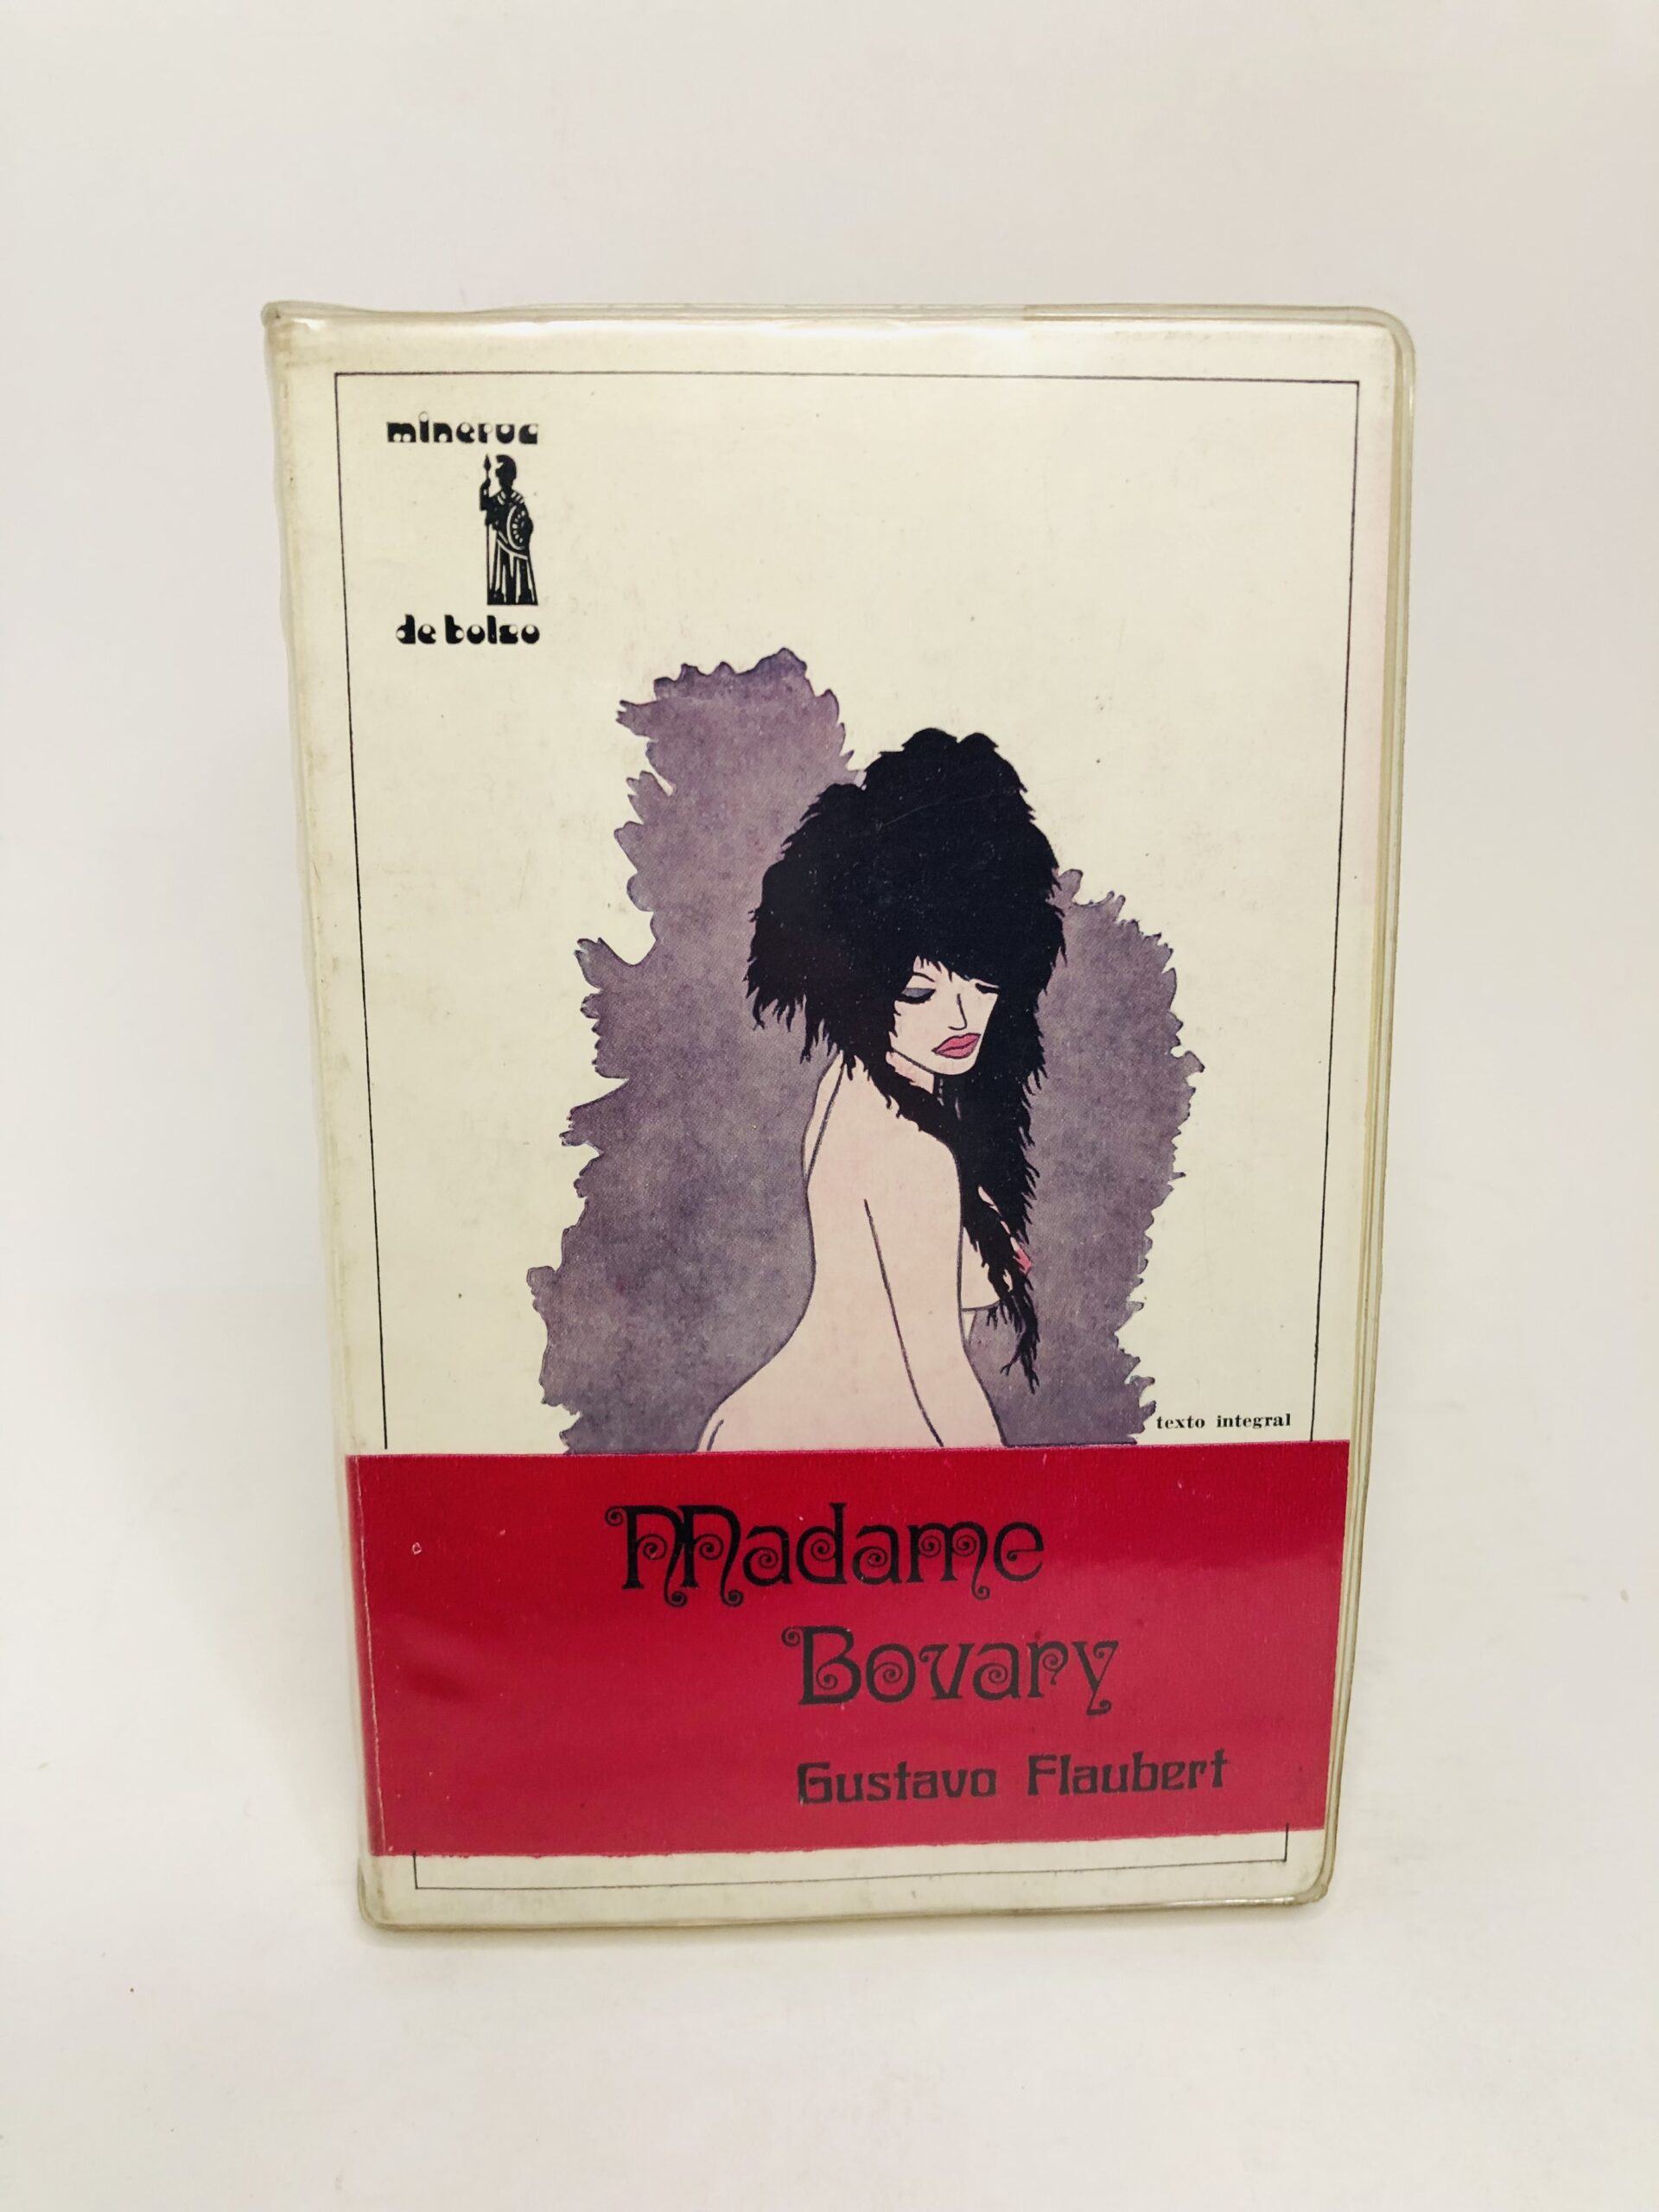 minerva
de bolso
texto integral
Madame
Bovary
Gustavo Flaubert